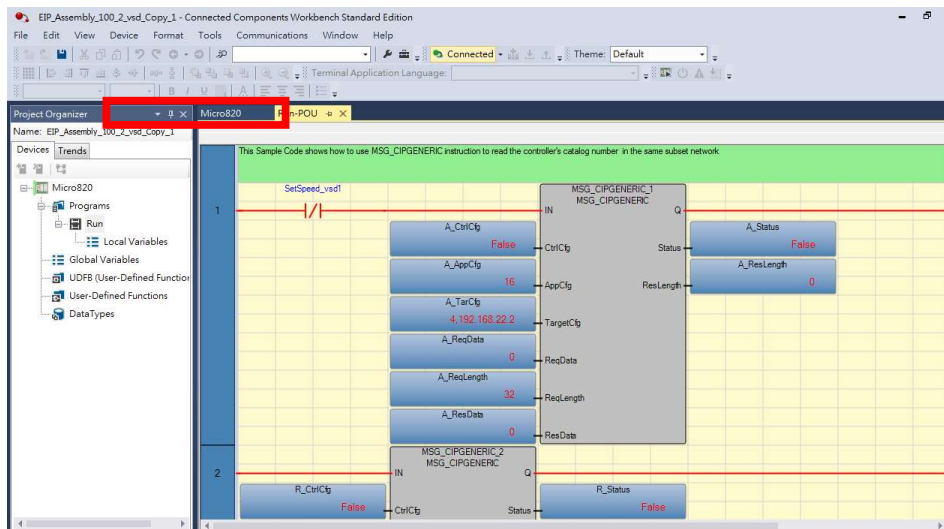 EIP_Assembly_100_2_vsd_Copy_1 - Connected Components Workbench Standard Edition
File Edit View Device Format Tools Communications Window Help
Connected
Theme: Default
Terminal Application Language:
B I U A
Project Organizer
Micro820
Run-POU
Name: EIP_Assembly_100_2_vsd_Copy_1
Devices Trends
Micro820
Programs
Run
Local Variables
Global Variables
UDFB (User-Defined Function
User-Defined Functions
DataTypes
This Sample Code shows how to use MSG_CIPGENERIC instruction to read the controller's catalog number in the same subset network
1
SetSpeed_vsd1
MSG_CIPGENERIC_1
MSG_CIPGENERIC
IN Q
A_CtrlCfg
False
CtrlCfg
Status
A_Status
False
A_AppCfg
16
AppCfg
ResLength
A_ResLength
0
A_TarCfg
4,192.168.22.2
TargetCfg
A_ReqData
0
ReqData
A_ReqLength
32
ReqLength
A_ResData
0
ResData
2
MSG_CIPGENERIC_2
MSG_CIPGENERIC
IN Q
R_CtrlCfg
False
CtrlCfg
Status
R_Status
False